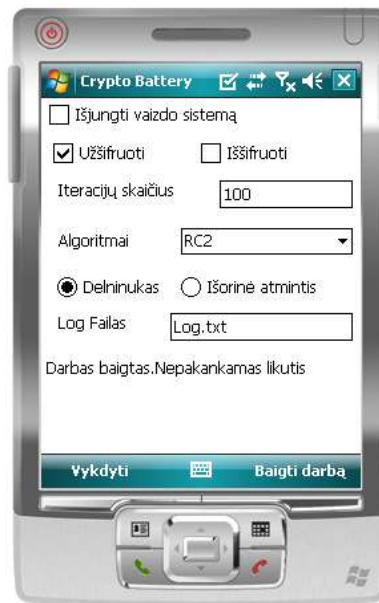 Crypto Battery
Išjungti vaizdo sistemą
Užšifruoti Iššifruoti
Iteracijų skaičius 100
Algoritmai RC2
Delninukas Išorinė atmintis
Log Failas Log.txt
Darbas baigtas.Nepakankamas likutis
Vykdyti Baigti darbą